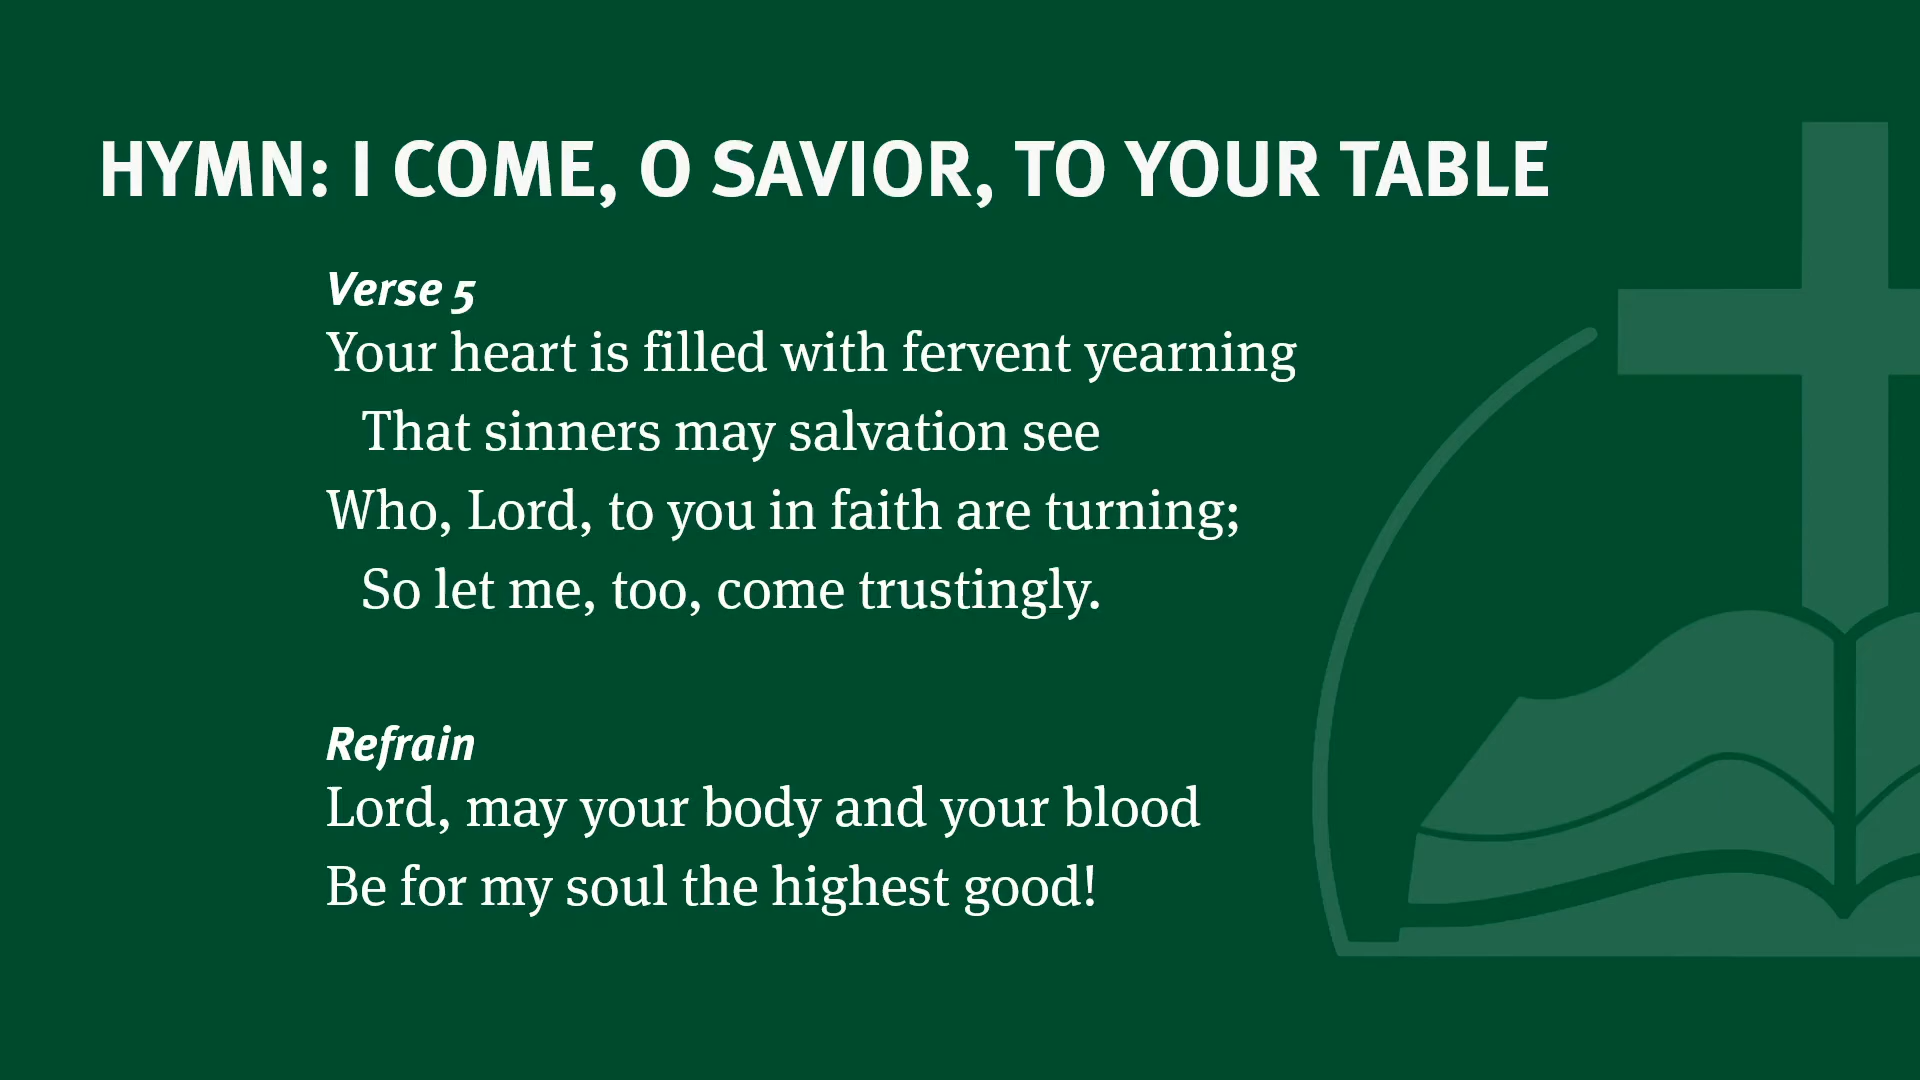 HYMN: I COME, O SAVIOR, TO YOUR TABLE
Verse 5
Your heart is filled with fervent yearning
That sinners may salvation see
Who, Lord, to you in faith are turning;
So let me, too, come trustingly.
Refrain
Lord, may your body and your blood
Be for my soul the highest good!